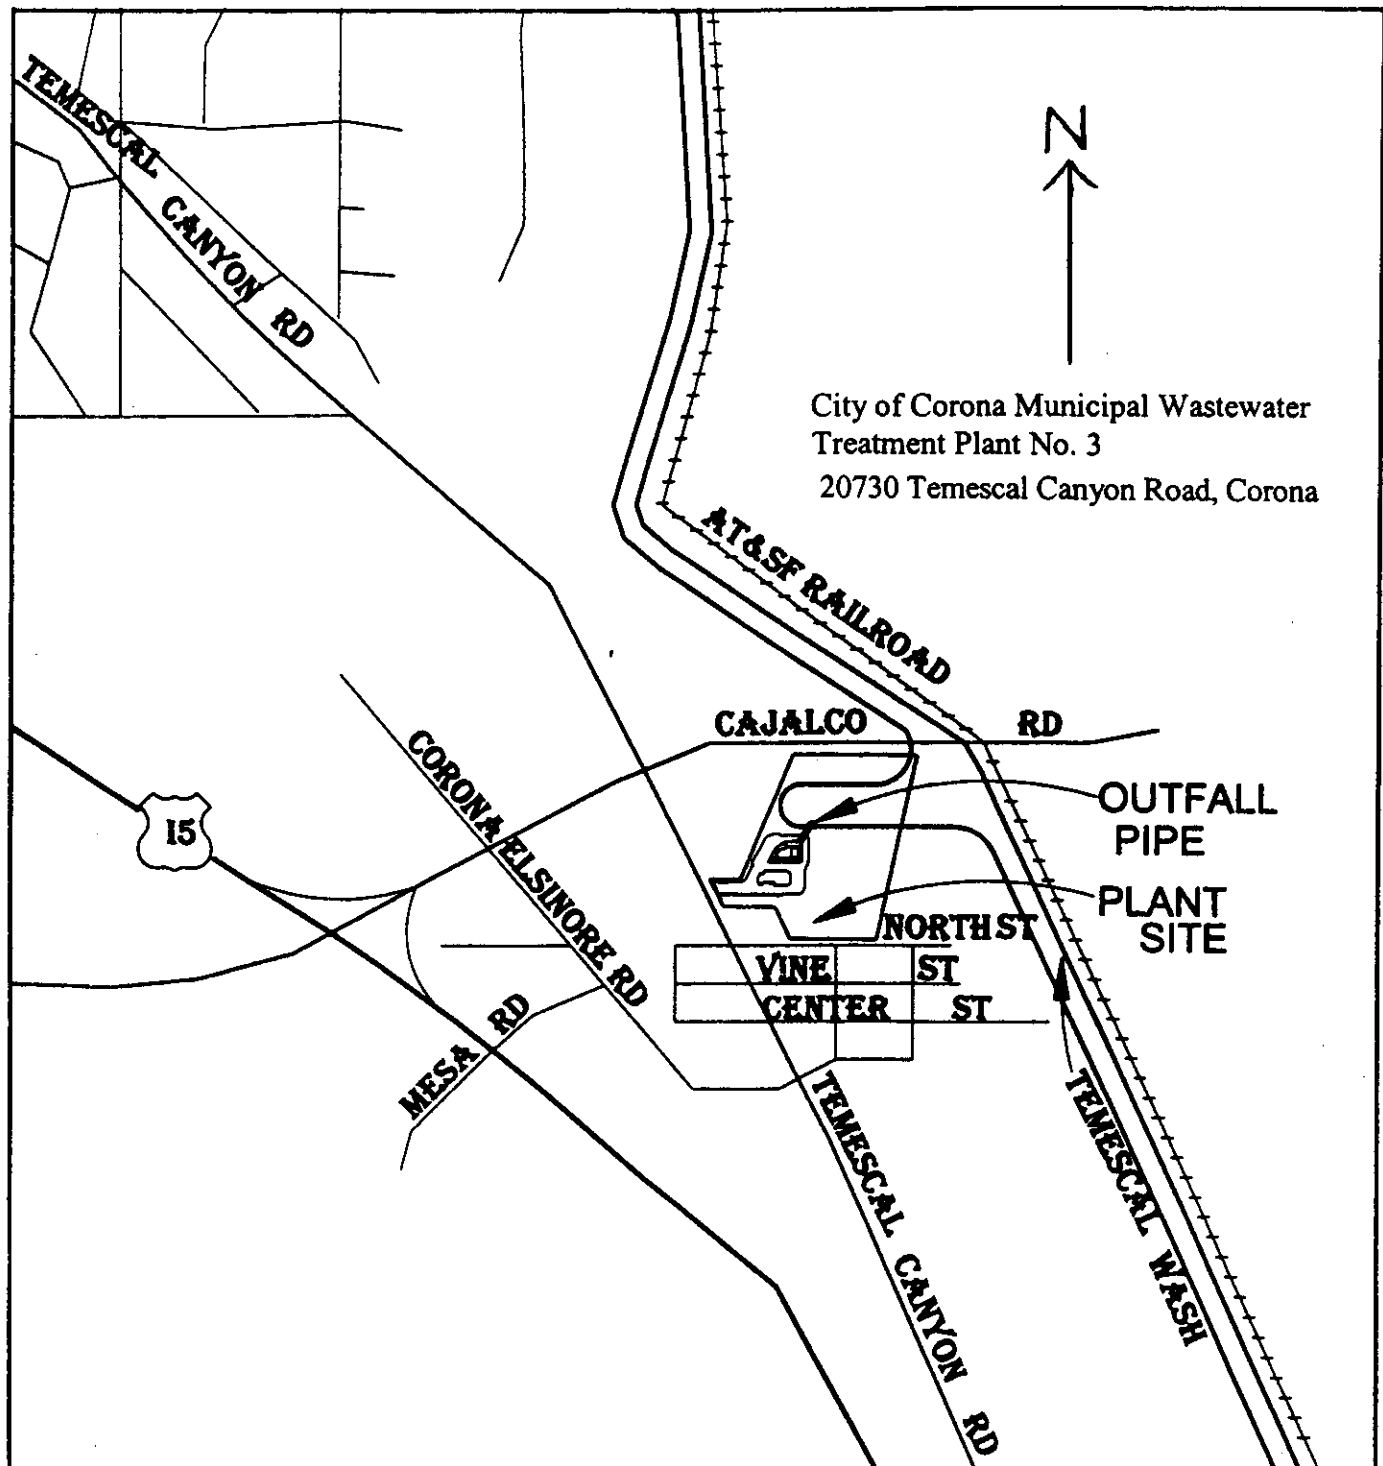 TEMESCAL CANYON RD
N
City of Corona Municipal Wastewater
Treatment Plant No. 3
20730 Temescal Canyon Road, Corona
AT&SF RAILROAD
CAJALCO RD
CORONA ELSINORE RD
OUTFALL
PIPE
I5
PLANT
SITE
NORTH ST
VINE ST
CENTER ST
MESA RD
TEMESCAL CANYON RD
TEMESCAL WASH